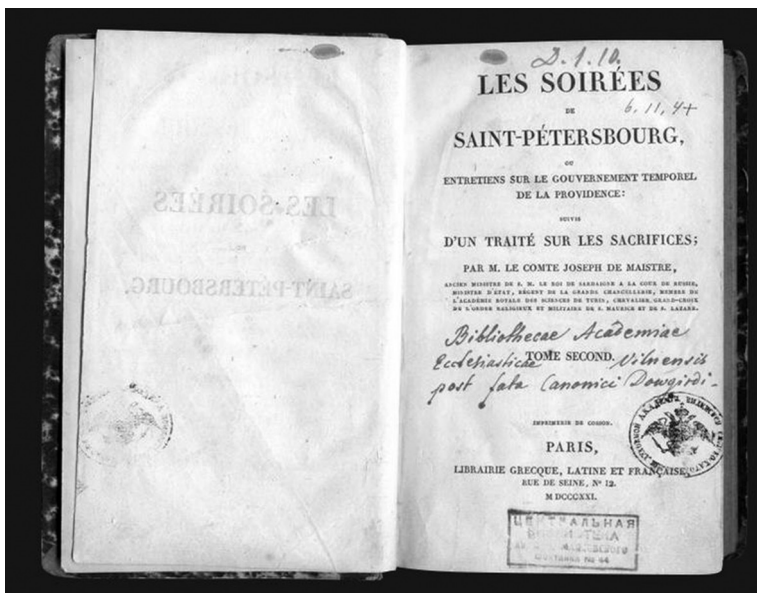 LES SOIRÉES
SAINT-PÉTERSBOURG,
D.1.10.
LES SOIRÉES
6.11,4+
DE
SAINT-PÉTERSBOURG,
OU
ENTRETIENS SUR LE GOUVERNEMENT TEMPOREL
DE LA PROVIDENCE:
SUIVIS
D'UN TRAITÉ SUR LES SACRIFICES;
PAR M. LE COMTE JOSEPH DE MAISTRE,
ANCIEN MINISTRE DE S. M. LE ROI DE SARDAIGNE A LA COUR DE RUSSIE,
MINISTRE D'ÉTAT, RÉGENT DE LA GRANDE CHANCELLERIE, MEMBRE DE
L'ACADÉMIE ROYALE DES SCIENCES DE TURIN, CHEVALIER, GRAND-CROIX
DE L'ORDRE RELIGIEUX ET MILITAIRE DE S. MAURICE ET DE S. LAZARE.
Bibliothecae Academiae
Ecclesiasticae Vilnensis
TOME SECOND.
post fata Canonici Dowgirdi-
IMPRIMERIE DE COSSON.
PARIS,
LIBRAIRIE GRECQUE, LATINE ET FRANÇAISE,
RUE DE SEINE, Nº 12.
M DCCCXXI.
ЦЕНТРАЛЬНАЯ
БИБЛИОТЕКА